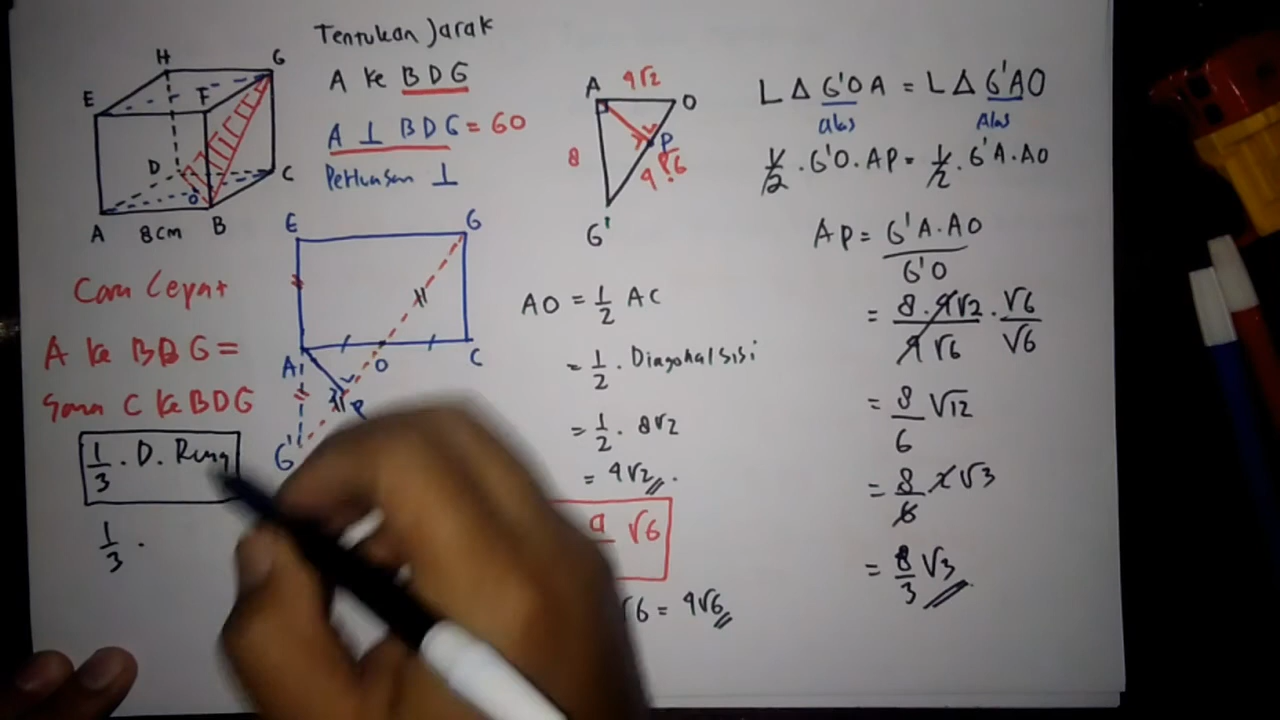 Tentukan Jarak
A ke BDG
A ⊥ BDG = GO
Perluasan ⊥
H
G
E
F
D
C
O
A
8cm
B
Cara Cepat
A ke BDG =
Sama C ke BDG
1/3 . D. Ruang
1/3 .
E
G
A
O
C
P
G'
A
4√2
O
8
P
4√6
G'
AO = 1/2 AC
= 1/2 . Diagonal sisi
= 1/2 . 8√2
= 4√2
a √6
√6 = 4√6
L Δ G'OA = L Δ G'AO
alas
Alas
1/2 . G'O . AP = 1/2 . G'A . AO
AP = G'A . AO / G'O
= 8 . 4√2 / 4√6 . √6 / √6
= 8/6 √12
= 8/6 2√3
= 8/3 √3